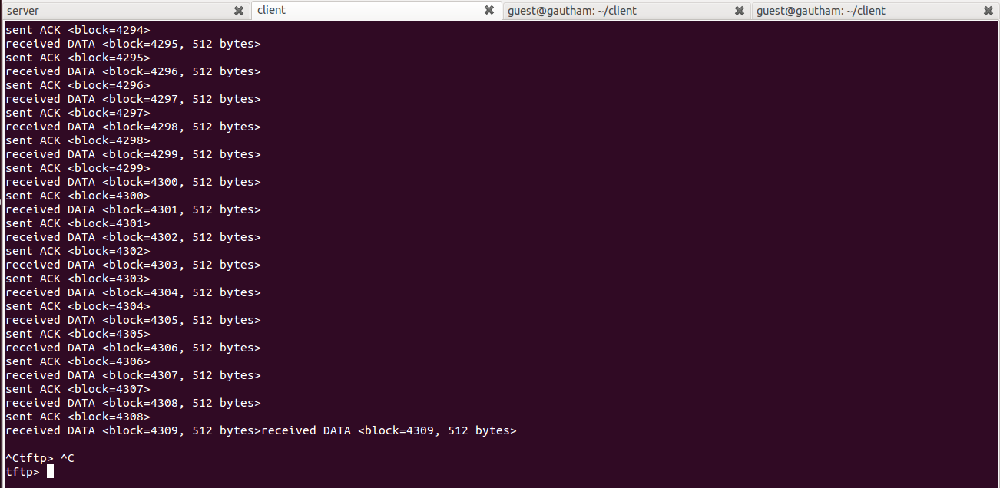 server
client
guest@gautham: ~/client
guest@gautham: ~/client
sent ACK <block=4294>
received DATA <block=4295, 512 bytes>
sent ACK <block=4295>
received DATA <block=4296, 512 bytes>
sent ACK <block=4296>
received DATA <block=4297, 512 bytes>
sent ACK <block=4297>
received DATA <block=4298, 512 bytes>
sent ACK <block=4298>
received DATA <block=4299, 512 bytes>
sent ACK <block=4299>
received DATA <block=4300, 512 bytes>
sent ACK <block=4300>
received DATA <block=4301, 512 bytes>
sent ACK <block=4301>
received DATA <block=4302, 512 bytes>
sent ACK <block=4302>
received DATA <block=4303, 512 bytes>
sent ACK <block=4303>
received DATA <block=4304, 512 bytes>
sent ACK <block=4304>
received DATA <block=4305, 512 bytes>
sent ACK <block=4305>
received DATA <block=4306, 512 bytes>
sent ACK <block=4306>
received DATA <block=4307, 512 bytes>
sent ACK <block=4307>
received DATA <block=4308, 512 bytes>
sent ACK <block=4308>
received DATA <block=4309, 512 bytes>received DATA <block=4309, 512 bytes>
^Ctftp> ^C
tftp>